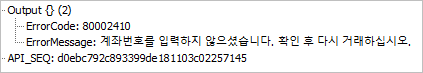 Output {} (2)
ErrorCode: 80002410
ErrorMessage: 계좌번호를 입력하지 않으셨습니다. 확인 후 다시 거래하십시오.
API_SEQ: d0ebc792c893399de181103c02257145